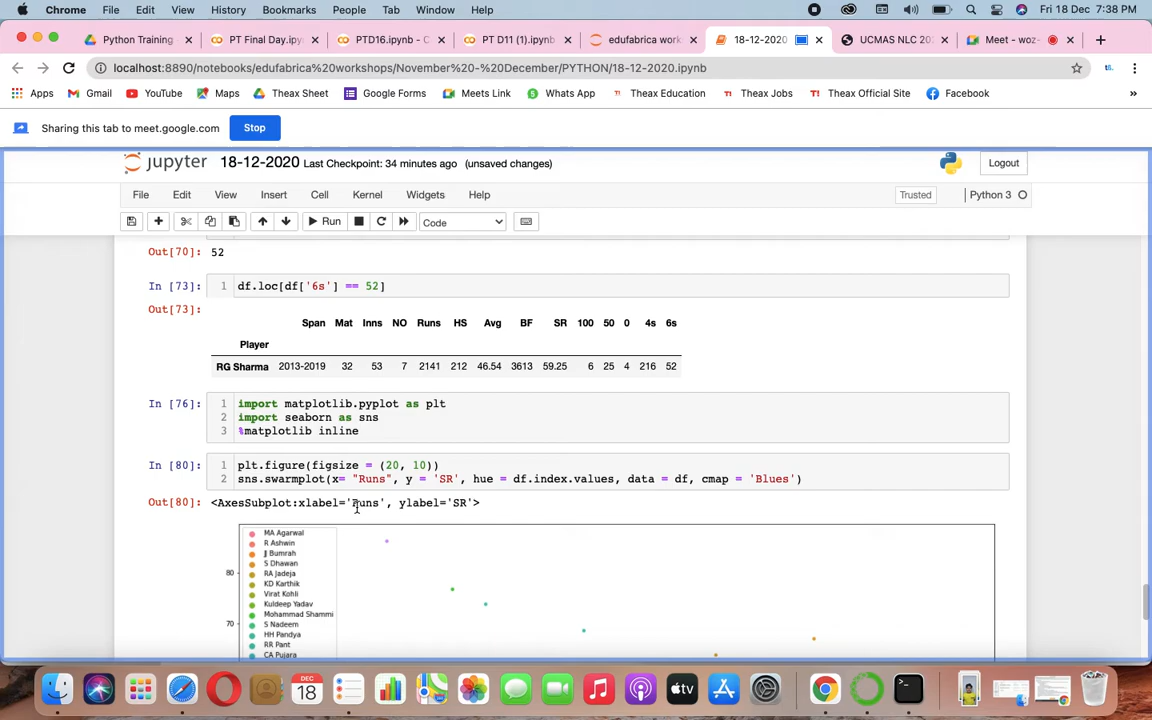 Chrome File Edit View History Bookmarks People Tab Window Help Fri 18 Dec 7:38 PM
Python Training PT Final Day.ipy PTD16.ipynb - C PT D11 (1).ipynb edufabrica work 18-12-2020 UCMAS NLC 20 Meet - woz-
localhost:8890/notebooks/edufabrica%20workshops/November%20-%20December/PYTHON/18-12-2020.ipynb
Apps Gmail YouTube Maps Theax Sheet Google Forms Meets Link Whats App Theax Education Theax Jobs Theax Official Site Facebook »
Sharing this tab to meet.google.com Stop
jupyter 18-12-2020 Last Checkpoint: 34 minutes ago (unsaved changes) Logout
File Edit View Insert Cell Kernel Widgets Help Trusted Python 3
Run Code
Out[70]: 52
In [73] 1 df.loc[df['6s'] == 52]
Out[73]:
Span Mat Inns NO Runs HS Avg BF SR 100 50 0 4s 6s
Player
RG Sharma 2013-2019 32 53 7 2141 212 46.54 3613 59.25 6 25 4 216 52
In [76] 1 import matplotlib.pyplot as plt
2 import seaborn as sns
3 %matplotlib inline
In [80] 1 plt.figure(figsize = (20, 10))
2 sns.swarmplot(x= "Runs", y = 'SR', hue = df.index.values, data = df, cmap = 'Blues')
Out[80]: <AxesSubplot:xlabel='Runs', ylabel='SR'>
MA Agarwal
R Ashwin
JJ Bumrah
S Dhawan
80
RA Jadeja
KD Karthik
Virat Kohli
Kuldeep Yadav
Mohammad Shammi
70
S Nadeem
HH Pandya
RR Pant
CA Pujara
DEC
18
tv